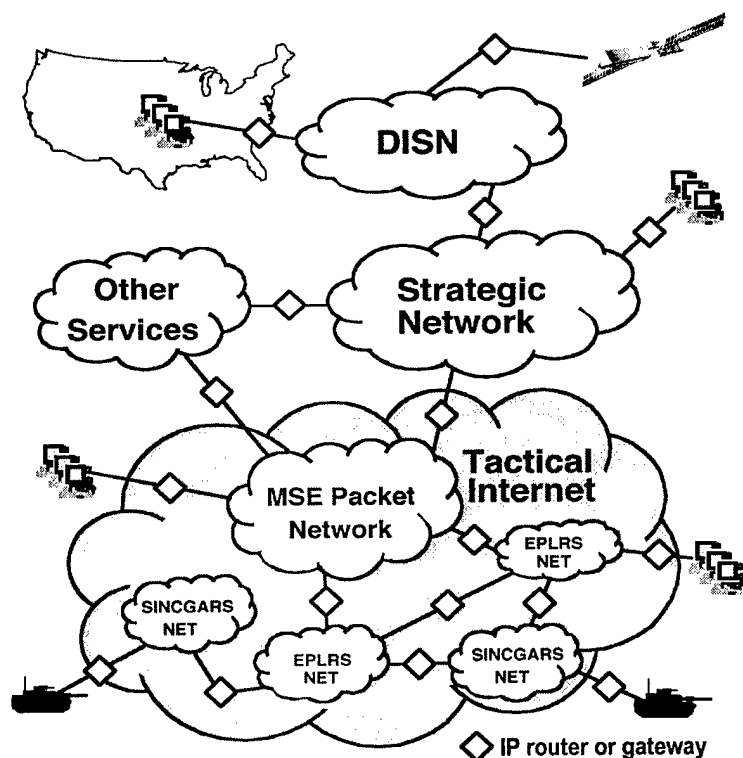 DISN
Other
Services
Strategic
Network
Tactical
Internet
MSE Packet
Network
EPLRS
NET
SINCGARS
NET
EPLRS
NET
SINCGARS
NET
IP router or gateway